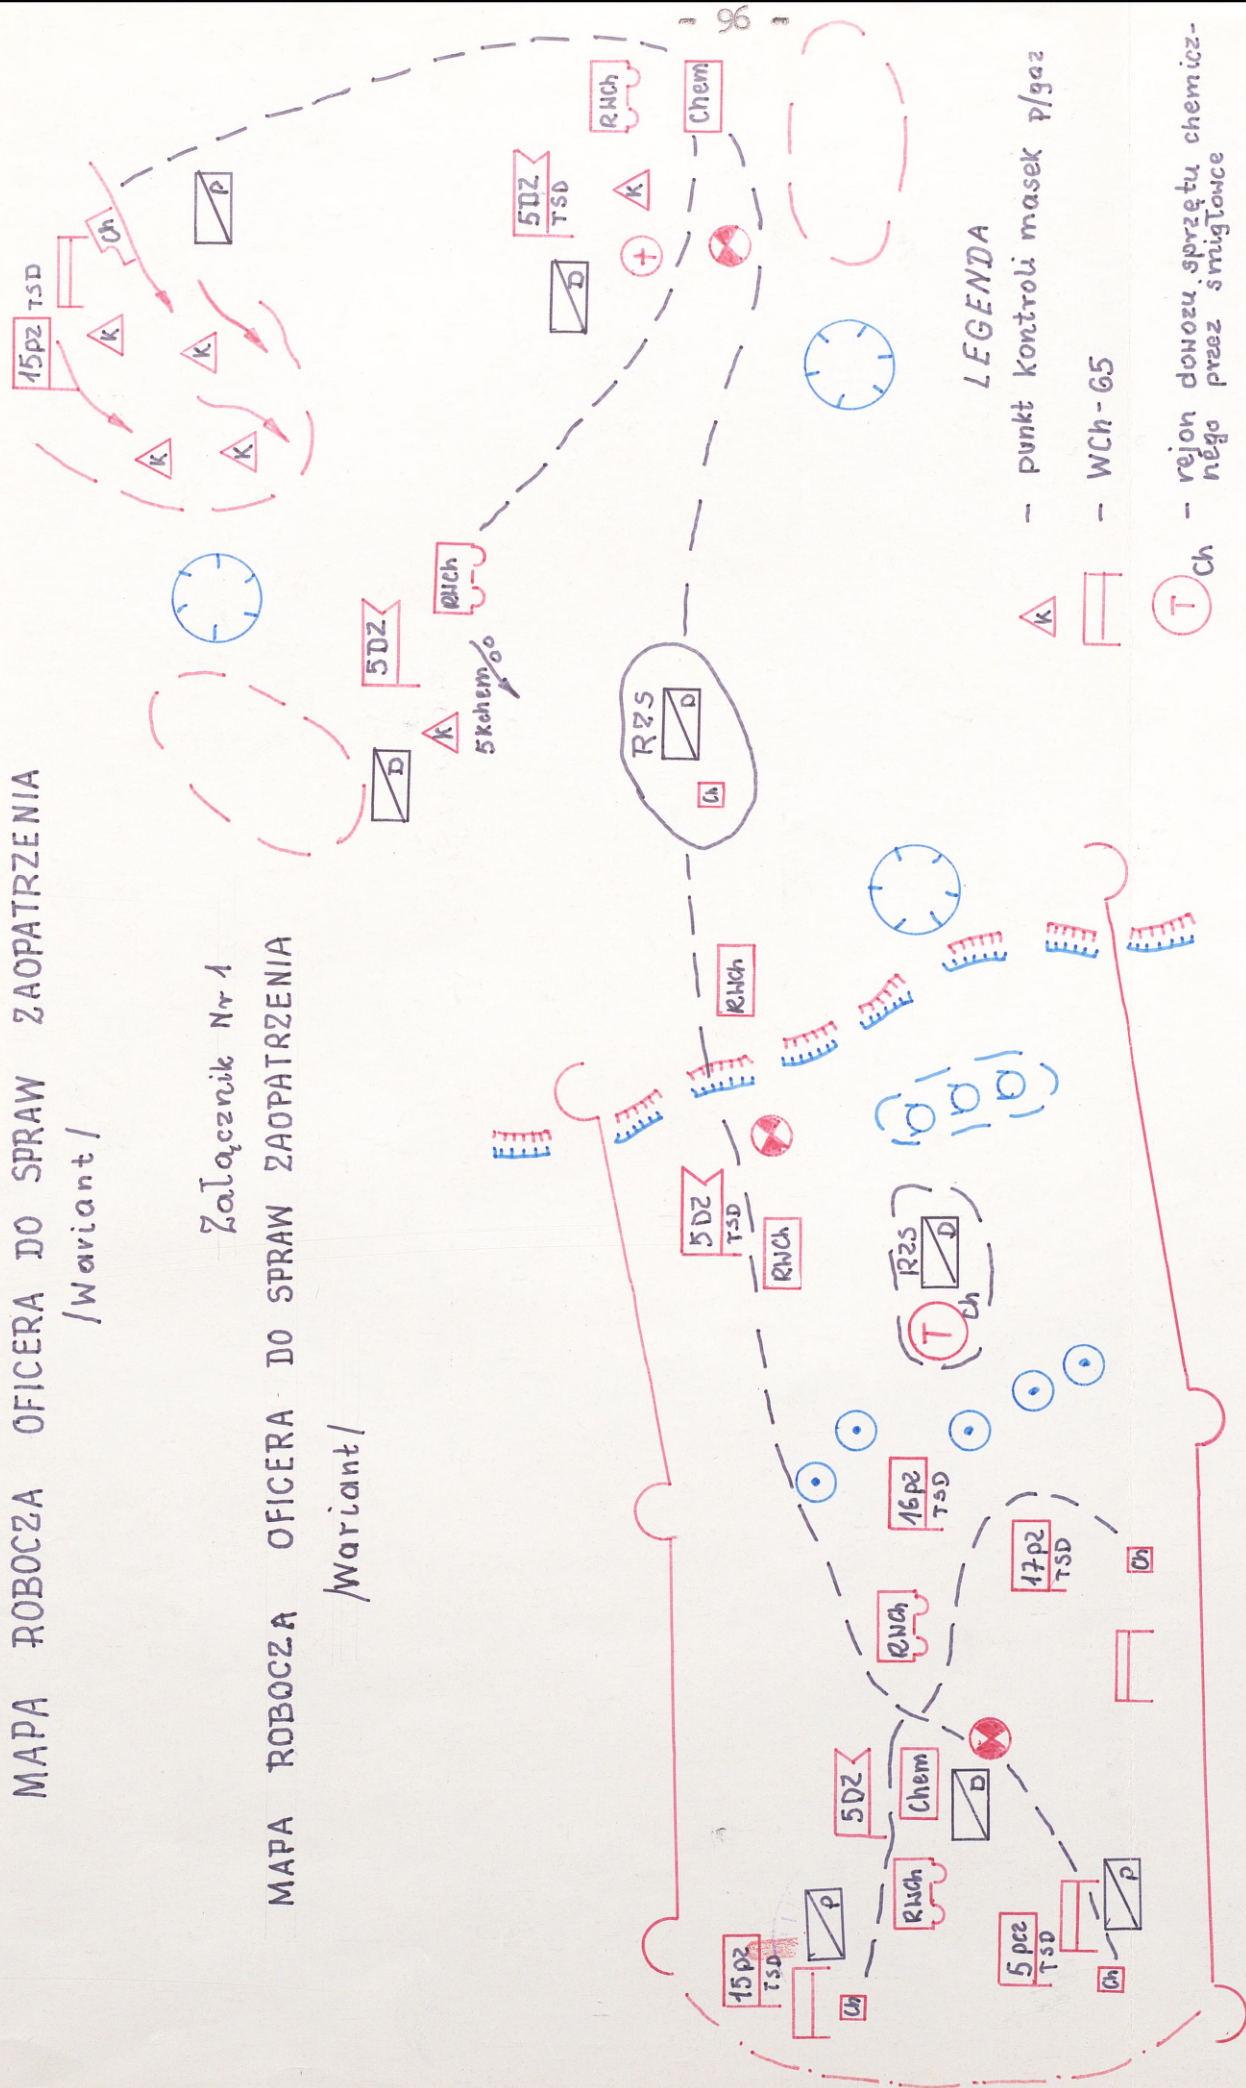 - 96 -
MAPA ROBOCZA OFICERA DO SPRAW ZAOPATRZENIA
/Wariant/
Załącznik Nr 1
MAPA ROBOCZA OFICERA DO SPRAW ZAOPATRZENIA
/Wariant/
15pz TSD
Ch
K
K
K
K
P
5DZ
TSD
RWCh
Chem
K
D
5DZ
RWCh
K
5kchem
D
RZS
D
Ch
RWCh
5DZ
TSD
RWCh
RZS
D
T Ch
16pz
TSD
17pz
TSD
Ch
RWCh
5DZ
Chem
D
RWCh
15pz
TSD
P
Ch
5pcz
TSD
P
Ch
LEGENDA
K - punkt kontroli masek p/gaz
- WCh-65
T Ch - rejon dowozu sprzętu chemicz-
nego przez śmigłowce